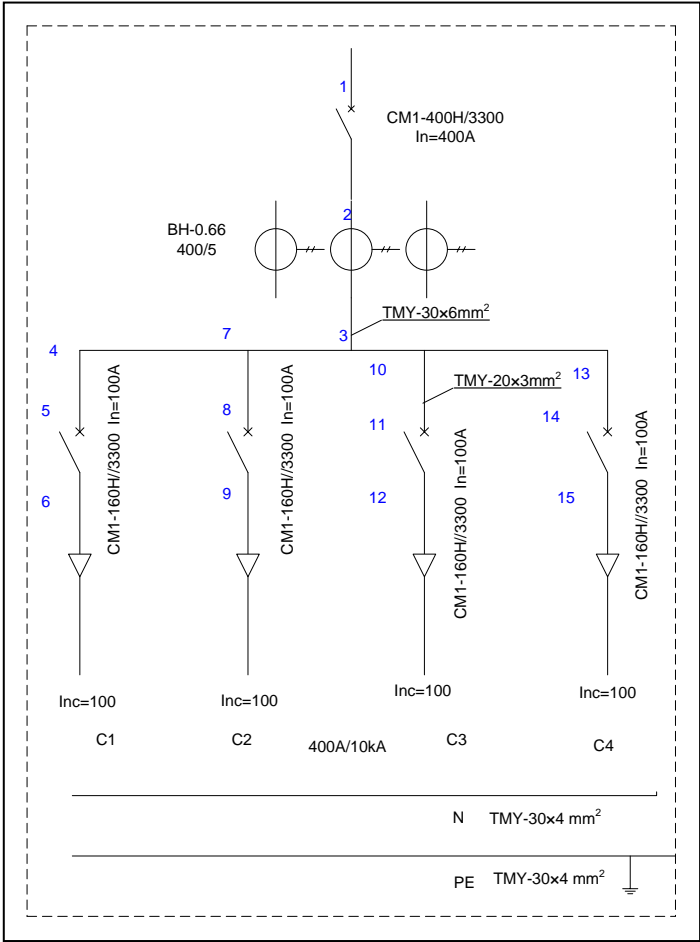 1
CM1-400H/3300
In=400A
2
BH-0.66
400/5
TMY-30×6mm²
3
7
4
10
13
TMY-20×3mm²
5
8
11
14
CM1-160H//3300 In=100A
CM1-160H//3300 In=100A
CM1-160H//3300 In=100A
CM1-160H//3300 In=100A
6
9
12
15
Inc=100
Inc=100
Inc=100
Inc=100
C1
C2
400A/10kA
C3
C4
N TMY-30×4 mm²
PE TMY-30×4 mm²